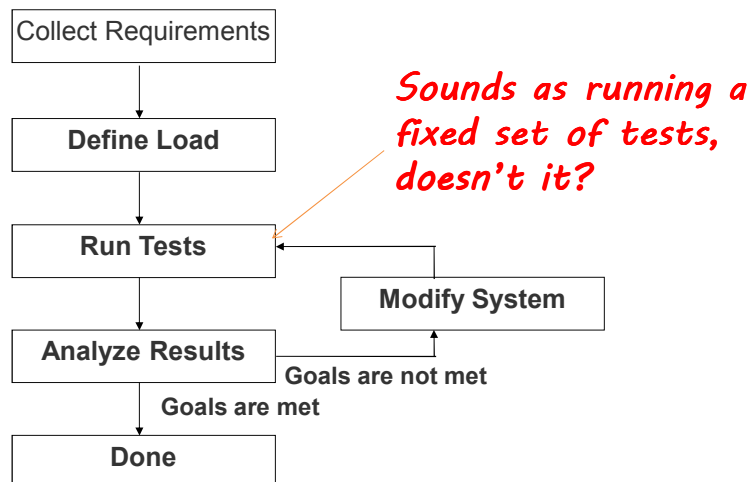 Collect Requirements
Sounds as running a
fixed set of tests,
doesn't it?
Define Load
Run Tests
Modify System
Analyze Results
Goals are not met
Goals are met
Done